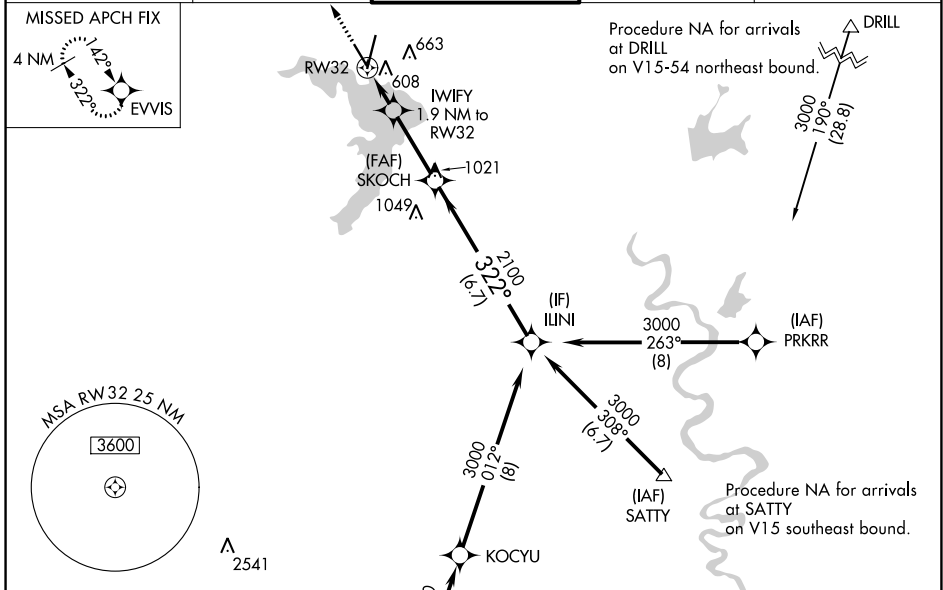 MISSED APCH FIX
4 NM
142°
322°
EVVIS
RW32
663
608
IWIFY
1.9 NM to
RW32
(FAF)
SKOCH
1021
1049
2100
322°
(6.7)
Procedure NA for arrivals
at DRILL
on V15-54 northeast bound.
DRILL
3000
190°
(28.8)
(IF)
ILINI
3000
263°
(8)
(IAF)
PRKRR
3000
308°
(6.7)
(IAF)
SATTY
Procedure NA for arrivals
at SATTY
on V15 southeast bound.
3000
012°
(8)
KOCYU
MSA RW32 25 NM
3600
2541